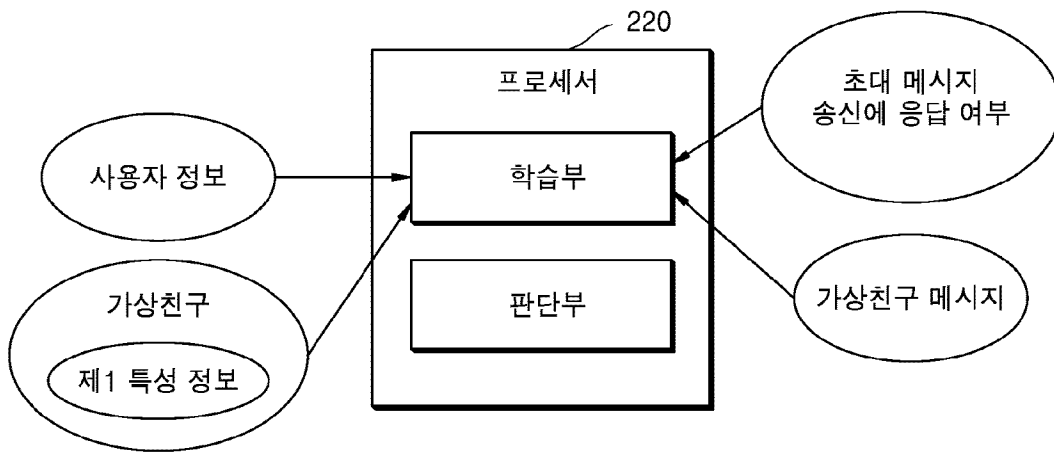 220
프로세서
초대 메시지
송신에 응답 여부
사용자 정보
학습부
가상친구
제1 특성 정보
판단부
가상친구 메시지